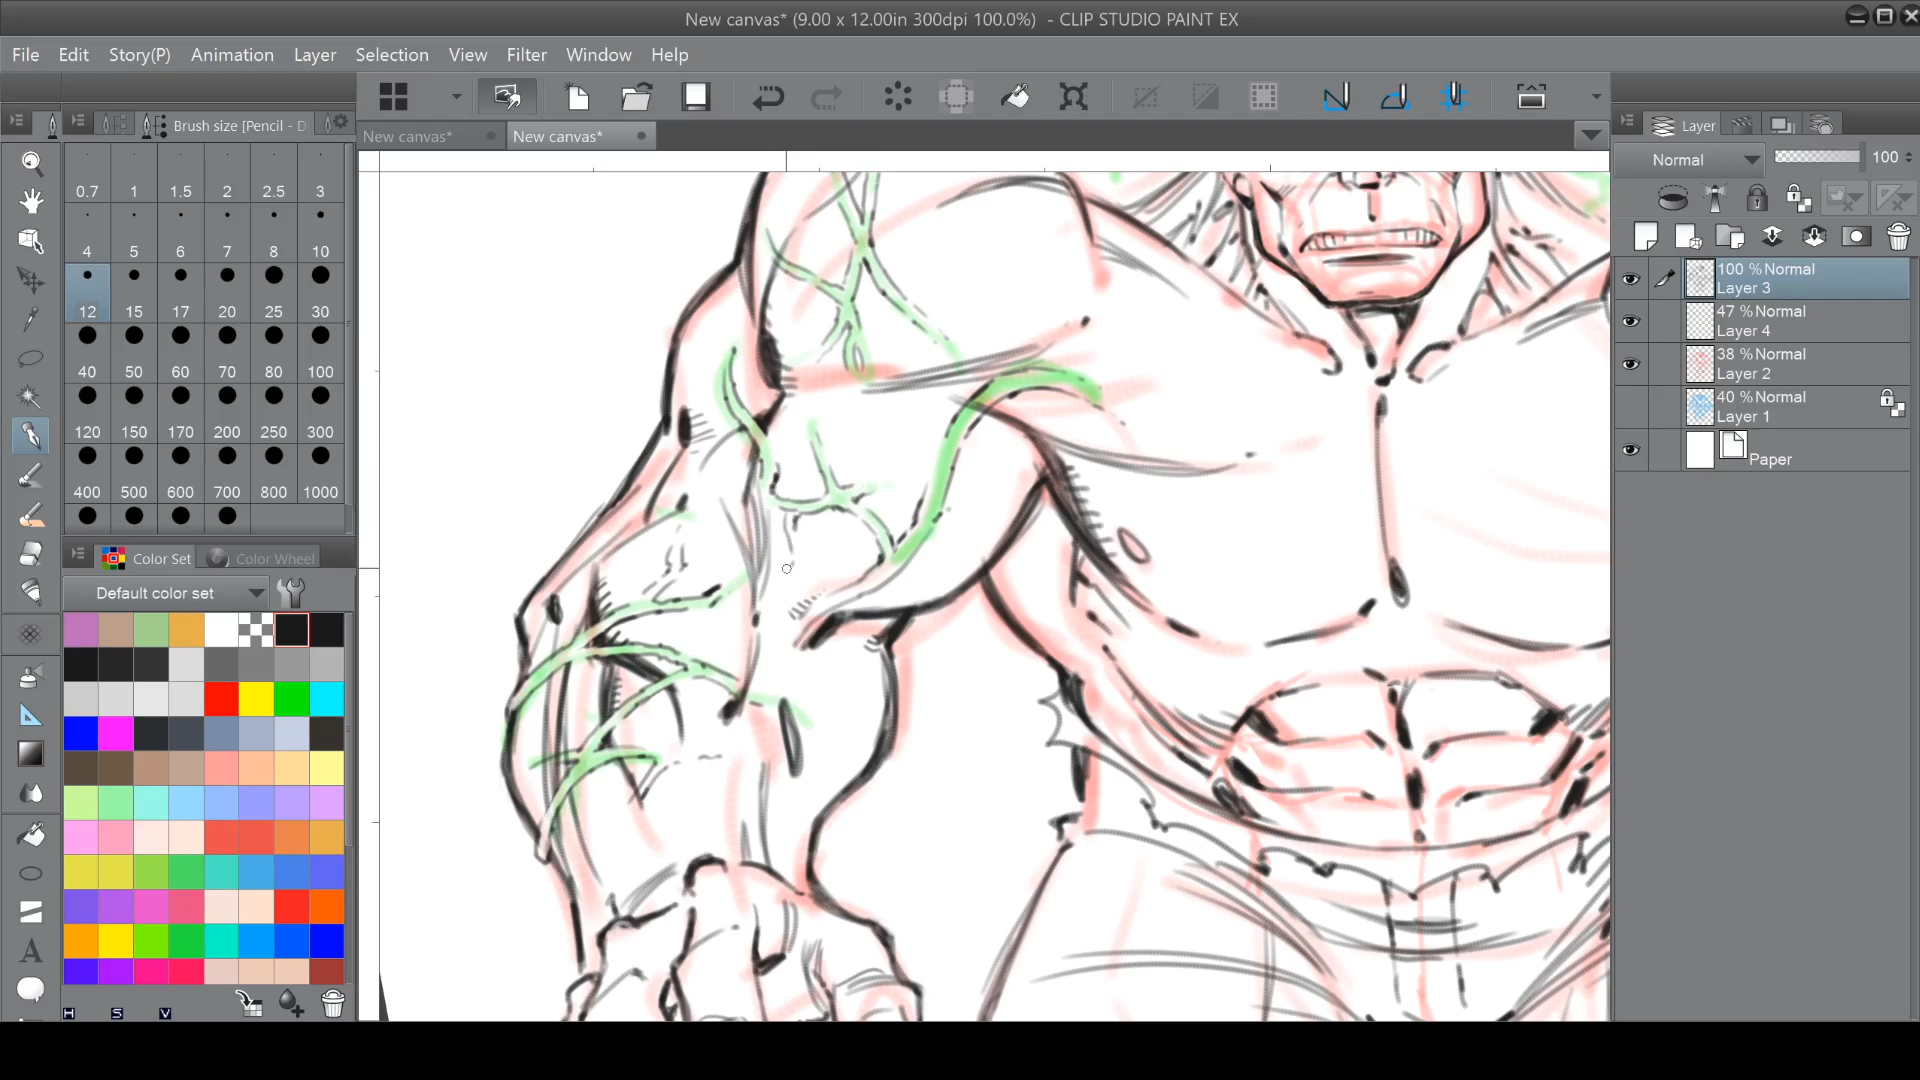 New canvas* (9.00 x 12.00in 300dpi 100.0%) - CLIP STUDIO PAINT EX
File Edit Story(P) Animation Layer Selection View Filter Window Help
Brush size [Pencil - D
New canvas*
New canvas*
Layer
Normal
100
0.7 1 1.5 2 2.5 3
4 5 6 7 8 10
12 15 17 20 25 30
40 50 60 70 80 100
120 150 170 200 250 300
400 500 600 700 800 1000
100 %Normal
Layer 3
47 %Normal
Layer 4
38 %Normal
Layer 2
40 %Normal
Layer 1
Paper
Color Set
Color Wheel
Default color set
A
H S V